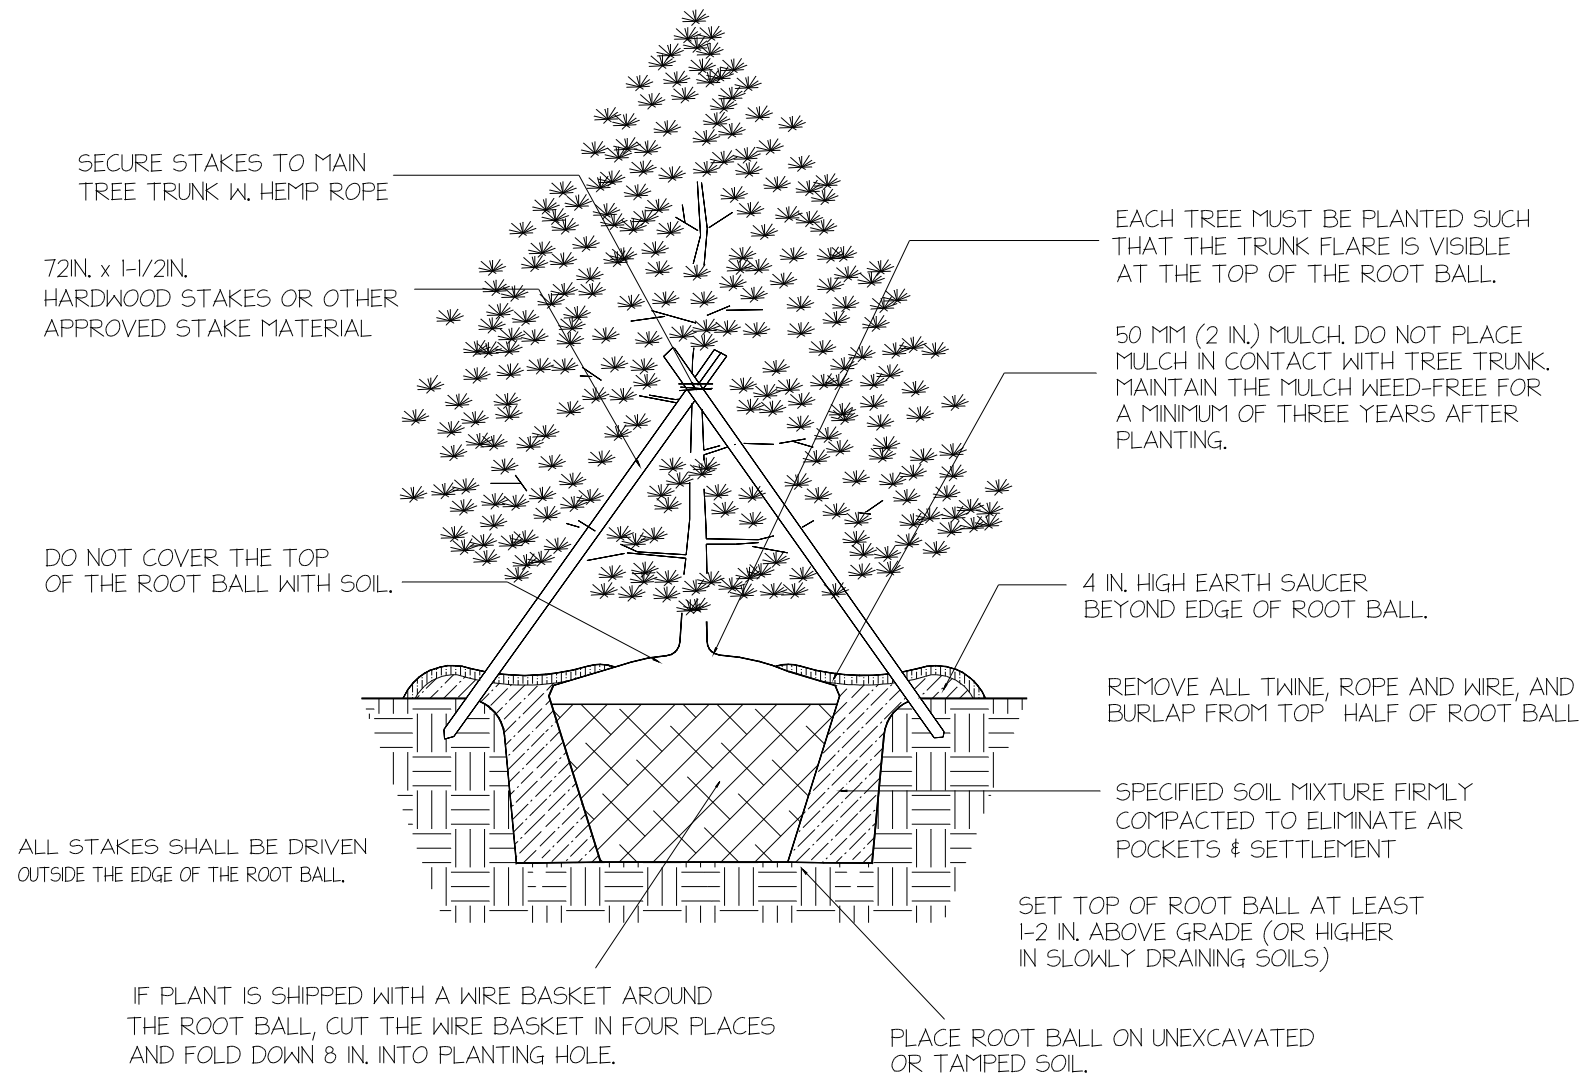 SECURE STAKES TO MAIN
TREE TRUNK W. HEMP ROPE
72IN. x 1-1/2IN.
HARDWOOD STAKES OR OTHER
APPROVED STAKE MATERIAL
DO NOT COVER THE TOP
OF THE ROOT BALL WITH SOIL.
ALL STAKES SHALL BE DRIVEN
OUTSIDE THE EDGE OF THE ROOT BALL.
IF PLANT IS SHIPPED WITH A WIRE BASKET AROUND
THE ROOT BALL, CUT THE WIRE BASKET IN FOUR PLACES
AND FOLD DOWN 8 IN. INTO PLANTING HOLE.
EACH TREE MUST BE PLANTED SUCH
THAT THE TRUNK FLARE IS VISIBLE
AT THE TOP OF THE ROOT BALL.
50 MM (2 IN.) MULCH. DO NOT PLACE
MULCH IN CONTACT WITH TREE TRUNK.
MAINTAIN THE MULCH WEED-FREE FOR
A MINIMUM OF THREE YEARS AFTER
PLANTING.
4 IN. HIGH EARTH SAUCER
BEYOND EDGE OF ROOT BALL.
REMOVE ALL TWINE, ROPE AND WIRE, AND
BURLAP FROM TOP HALF OF ROOT BALL
SPECIFIED SOIL MIXTURE FIRMLY
COMPACTED TO ELIMINATE AIR
POCKETS & SETTLEMENT
SET TOP OF ROOT BALL AT LEAST
1-2 IN. ABOVE GRADE (OR HIGHER
IN SLOWLY DRAINING SOILS)
PLACE ROOT BALL ON UNEXCAVATED
OR TAMPED SOIL.